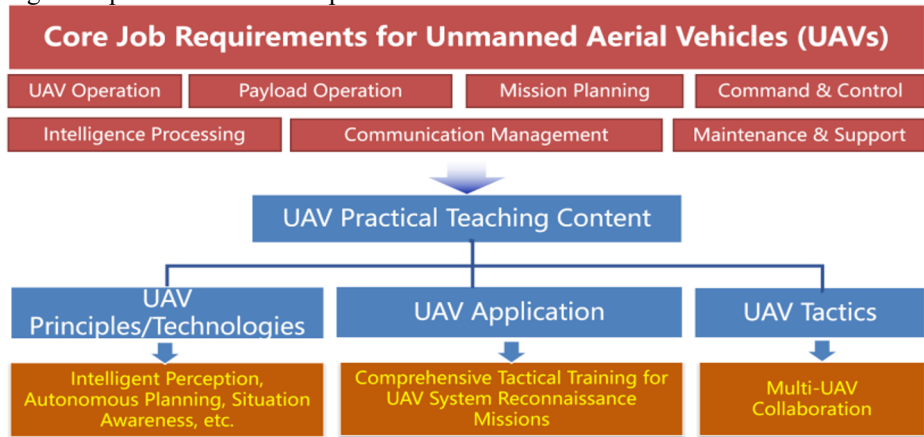 Core Job Requirements for Unmanned Aerial Vehicles (UAVs)
UAV Operation
Payload Operation
Mission Planning
Command & Control
Intelligence Processing
Communication Management
Maintenance & Support
UAV Practical Teaching Content
UAV
Principles/Technologies
UAV Application
UAV Tactics
Intelligent Perception,
Autonomous Planning, Situation
Awareness, etc.
Comprehensive Tactical Training for
UAV System Reconnaissance
Missions
Multi-UAV
Collaboration